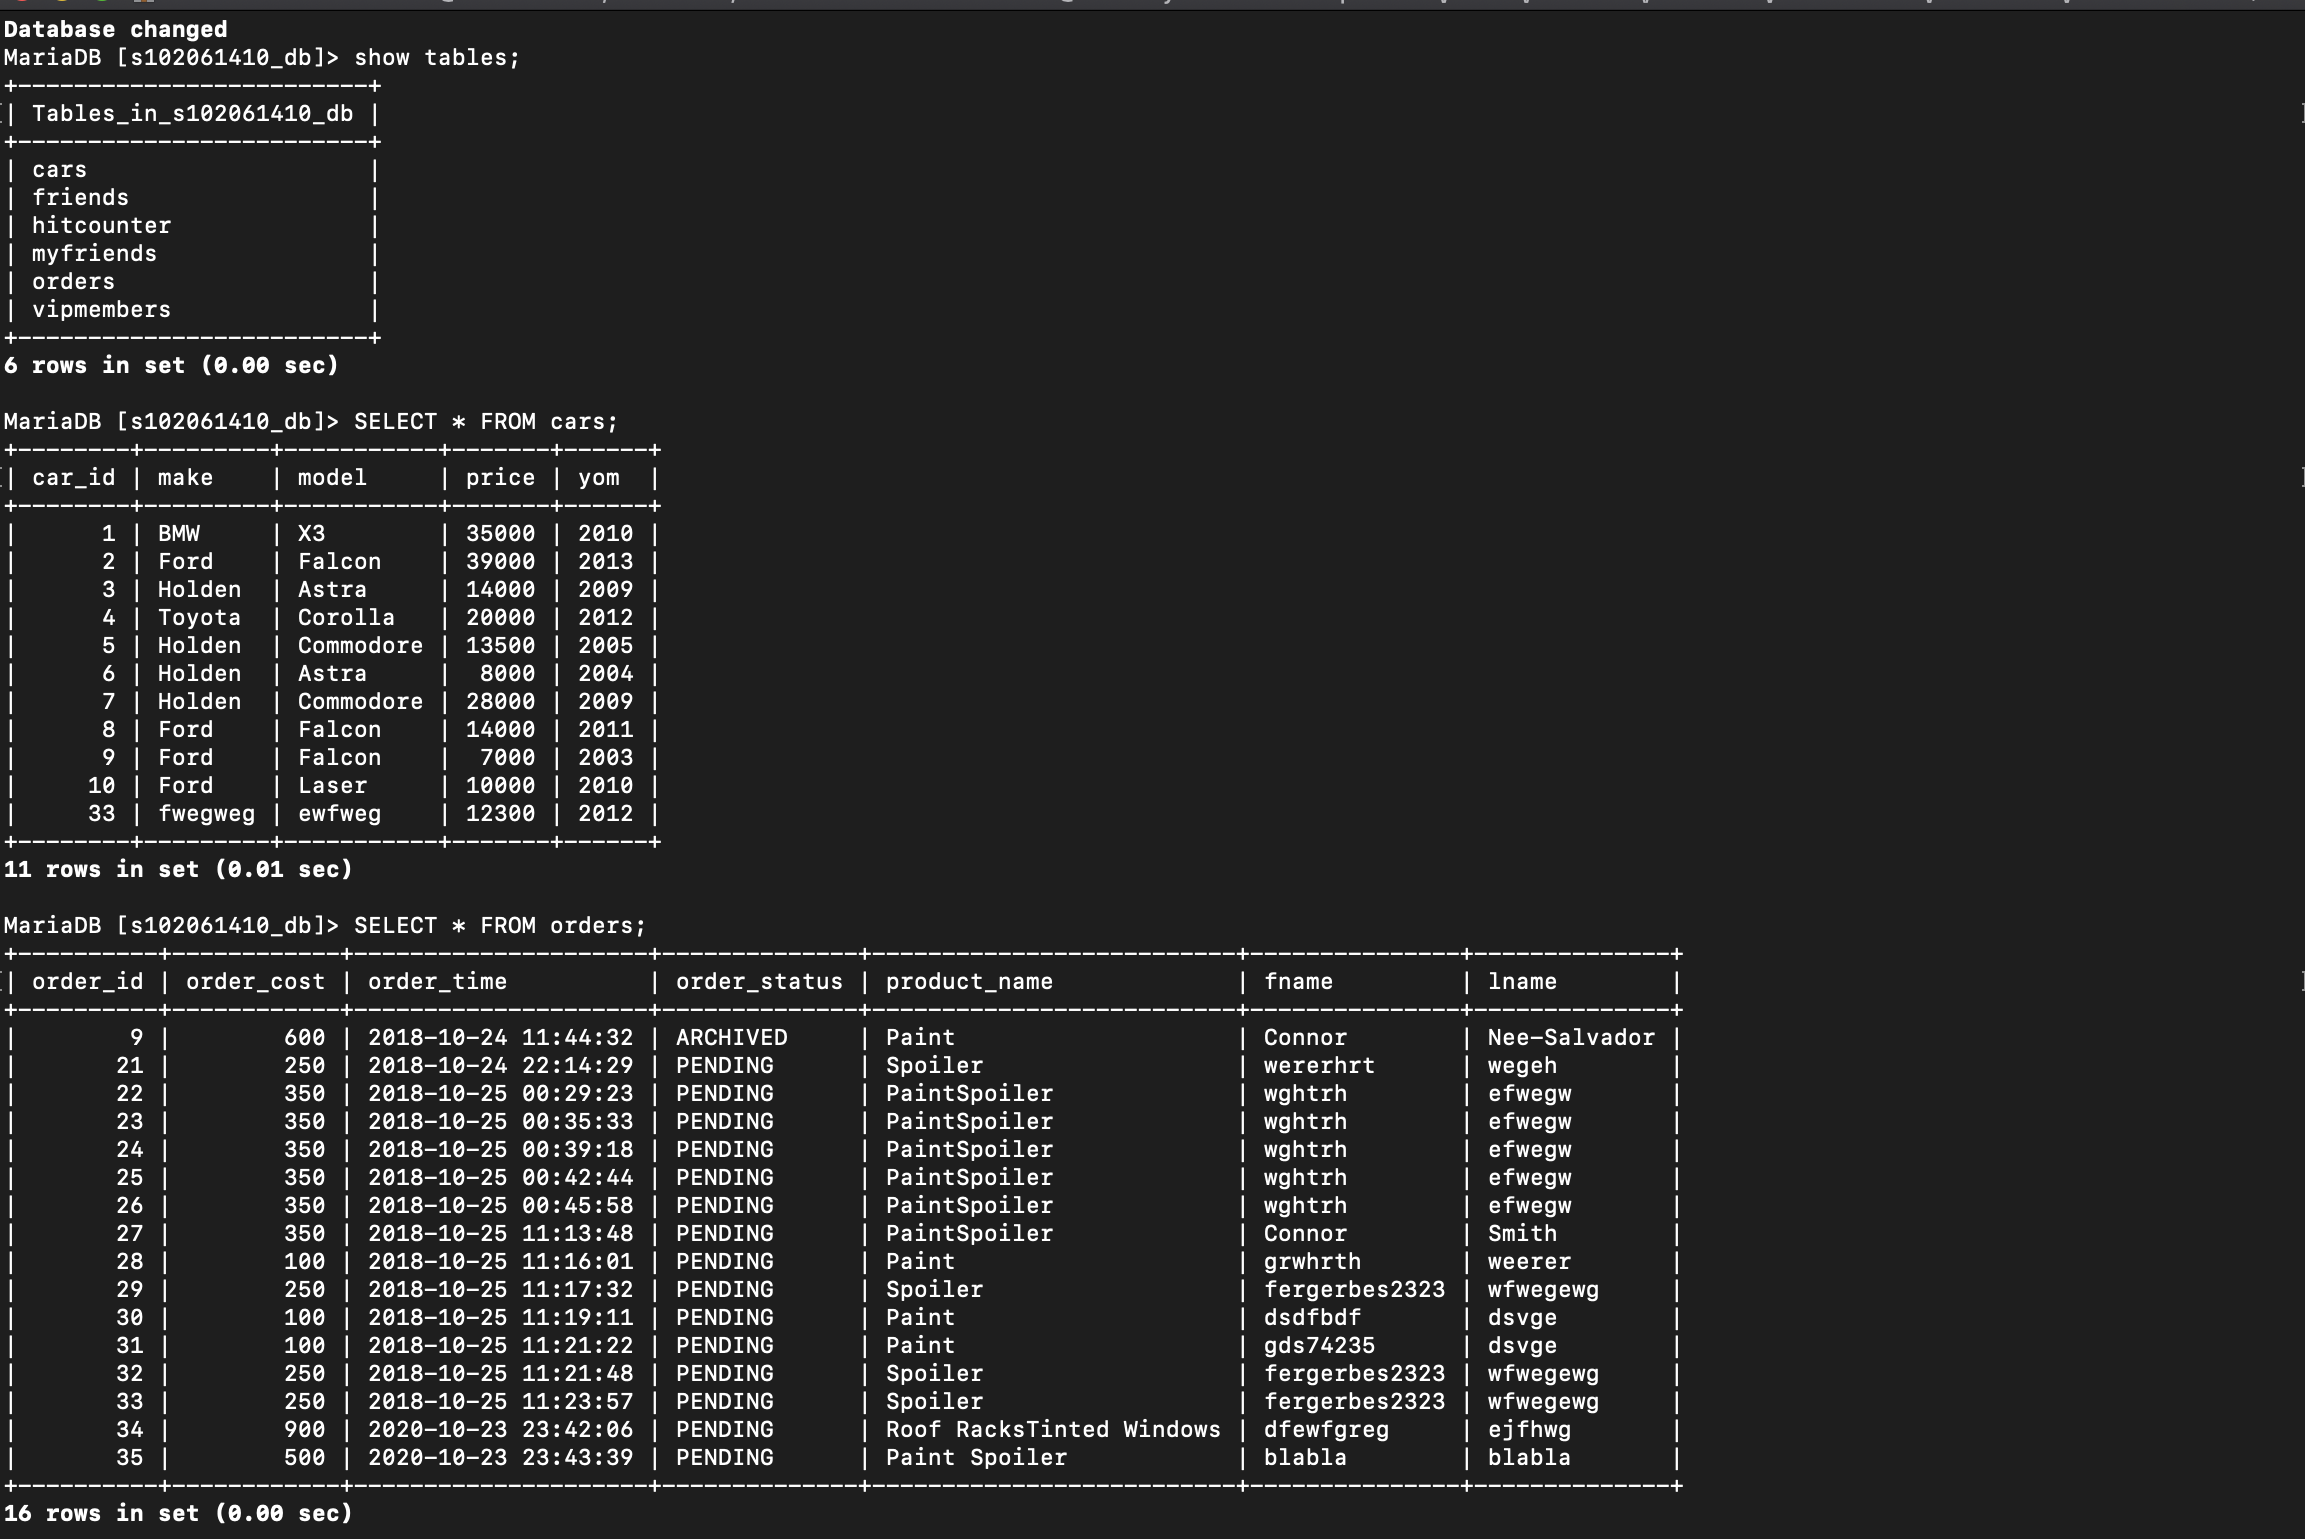 Database changed
MariaDB [s102061410_db]> show tables;
+-------------------------+
| Tables_in_s102061410_db |
+-------------------------+
| cars                    |
| friends                 |
| hitcounter              |
| myfriends               |
| orders                  |
| vipmembers              |
+-------------------------+
6 rows in set (0.00 sec)

MariaDB [s102061410_db]> SELECT * FROM cars;
+--------+---------+-----------+-------+------+
| car_id | make    | model     | price | yom  |
+--------+---------+-----------+-------+------+
|      1 | BMW     | X3        | 35000 | 2010 |
|      2 | Ford    | Falcon    | 39000 | 2013 |
|      3 | Holden  | Astra     | 14000 | 2009 |
|      4 | Toyota  | Corolla   | 20000 | 2012 |
|      5 | Holden  | Commodore | 13500 | 2005 |
|      6 | Holden  | Astra     |  8000 | 2004 |
|      7 | Holden  | Commodore | 28000 | 2009 |
|      8 | Ford    | Falcon    | 14000 | 2011 |
|      9 | Ford    | Falcon    |  7000 | 2003 |
|     10 | Ford    | Laser     | 10000 | 2010 |
|     33 | fwegweg | ewfweg    | 12300 | 2012 |
+--------+---------+-----------+-------+------+
11 rows in set (0.01 sec)

MariaDB [s102061410_db]> SELECT * FROM orders;
+----------+------------+---------------------+--------------+--------------------------+---------------+--------------+
| order_id | order_cost | order_time          | order_status | product_name             | fname         | lname        |
+----------+------------+---------------------+--------------+--------------------------+---------------+--------------+
|        9 |        600 | 2018-10-24 11:44:32 | ARCHIVED     | Paint                    | Connor        | Nee-Salvador |
|       21 |        250 | 2018-10-24 22:14:29 | PENDING      | Spoiler                  | wererhrt      | wegeh        |
|       22 |        350 | 2018-10-25 00:29:23 | PENDING      | PaintSpoiler             | wghtrh        | efwegw       |
|       23 |        350 | 2018-10-25 00:35:33 | PENDING      | PaintSpoiler             | wghtrh        | efwegw       |
|       24 |        350 | 2018-10-25 00:39:18 | PENDING      | PaintSpoiler             | wghtrh        | efwegw       |
|       25 |        350 | 2018-10-25 00:42:44 | PENDING      | PaintSpoiler             | wghtrh        | efwegw       |
|       26 |        350 | 2018-10-25 00:45:58 | PENDING      | PaintSpoiler             | wghtrh        | efwegw       |
|       27 |        350 | 2018-10-25 11:13:48 | PENDING      | PaintSpoiler             | Connor        | Smith        |
|       28 |        100 | 2018-10-25 11:16:01 | PENDING      | Paint                    | grwhrth       | weerer       |
|       29 |        250 | 2018-10-25 11:17:32 | PENDING      | Spoiler                  | fergerbes2323 | wfwegewg     |
|       30 |        100 | 2018-10-25 11:19:11 | PENDING      | Paint                    | dsdfbdf       | dsvge        |
|       31 |        100 | 2018-10-25 11:21:22 | PENDING      | Paint                    | gds74235      | dsvge        |
|       32 |        250 | 2018-10-25 11:21:48 | PENDING      | Spoiler                  | fergerbes2323 | wfwegewg     |
|       33 |        250 | 2018-10-25 11:23:57 | PENDING      | Spoiler                  | fergerbes2323 | wfwegewg     |
|       34 |        900 | 2020-10-23 23:42:06 | PENDING      | Roof RacksTinted Windows | dfewfgreg     | ejfhwg       |
|       35 |        500 | 2020-10-23 23:43:39 | PENDING      | Paint Spoiler            | blabla        | blabla       |
+----------+------------+---------------------+--------------+--------------------------+---------------+--------------+
16 rows in set (0.00 sec)